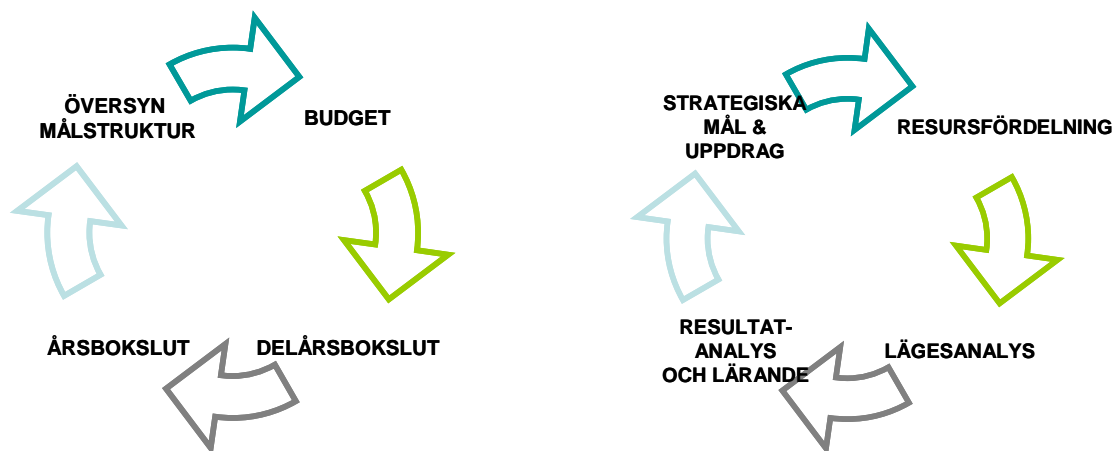 ÖVERSYN
MÅLSTRUKTUR
BUDGET
DELÅRSBOKSLUT
ÅRSBOKSLUT
STRATEGISKA
MÅL &
UPPDRAG
RESURSFÖRDELNING
LÄGESANALYS
RESULTAT-
ANALYS
OCH LÄRANDE